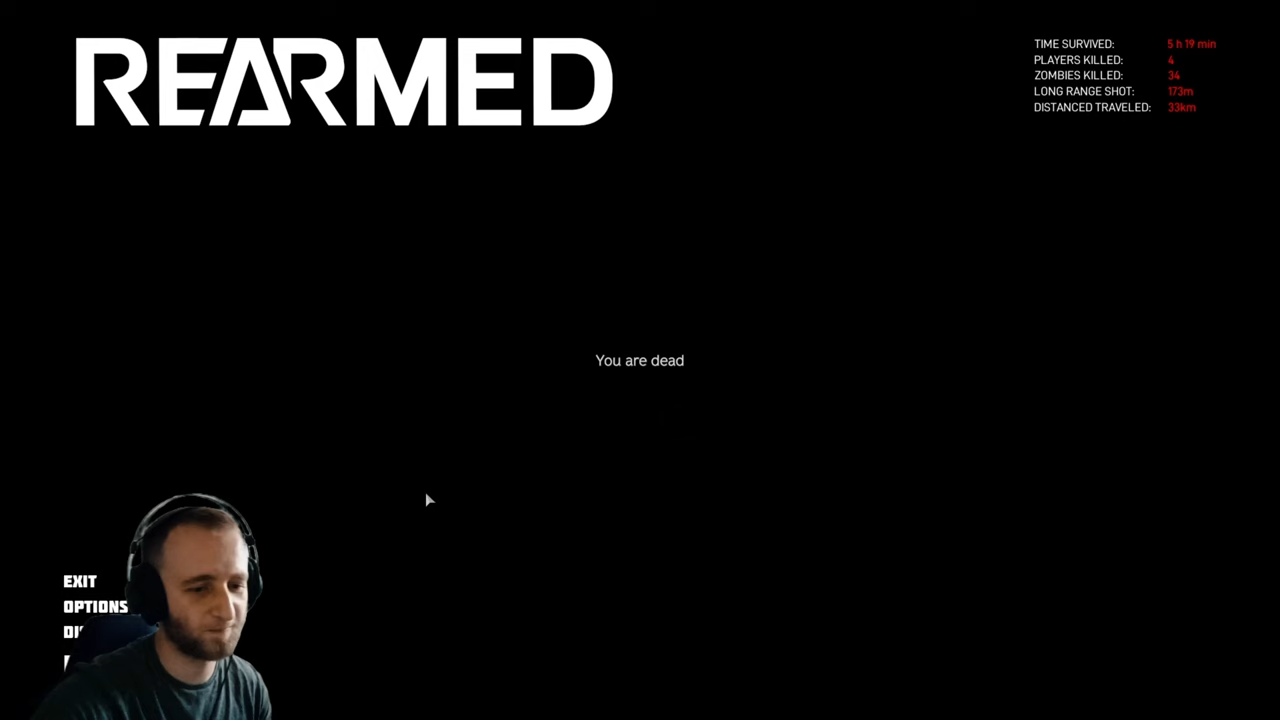 REARMED
TIME SURVIVED: 5 h 19 min
PLAYERS KILLED: 4
ZOMBIES KILLED: 34
LONG RANGE SHOT: 173m
DISTANCED TRAVELED: 33km
You are dead
EXIT
OPTIONS